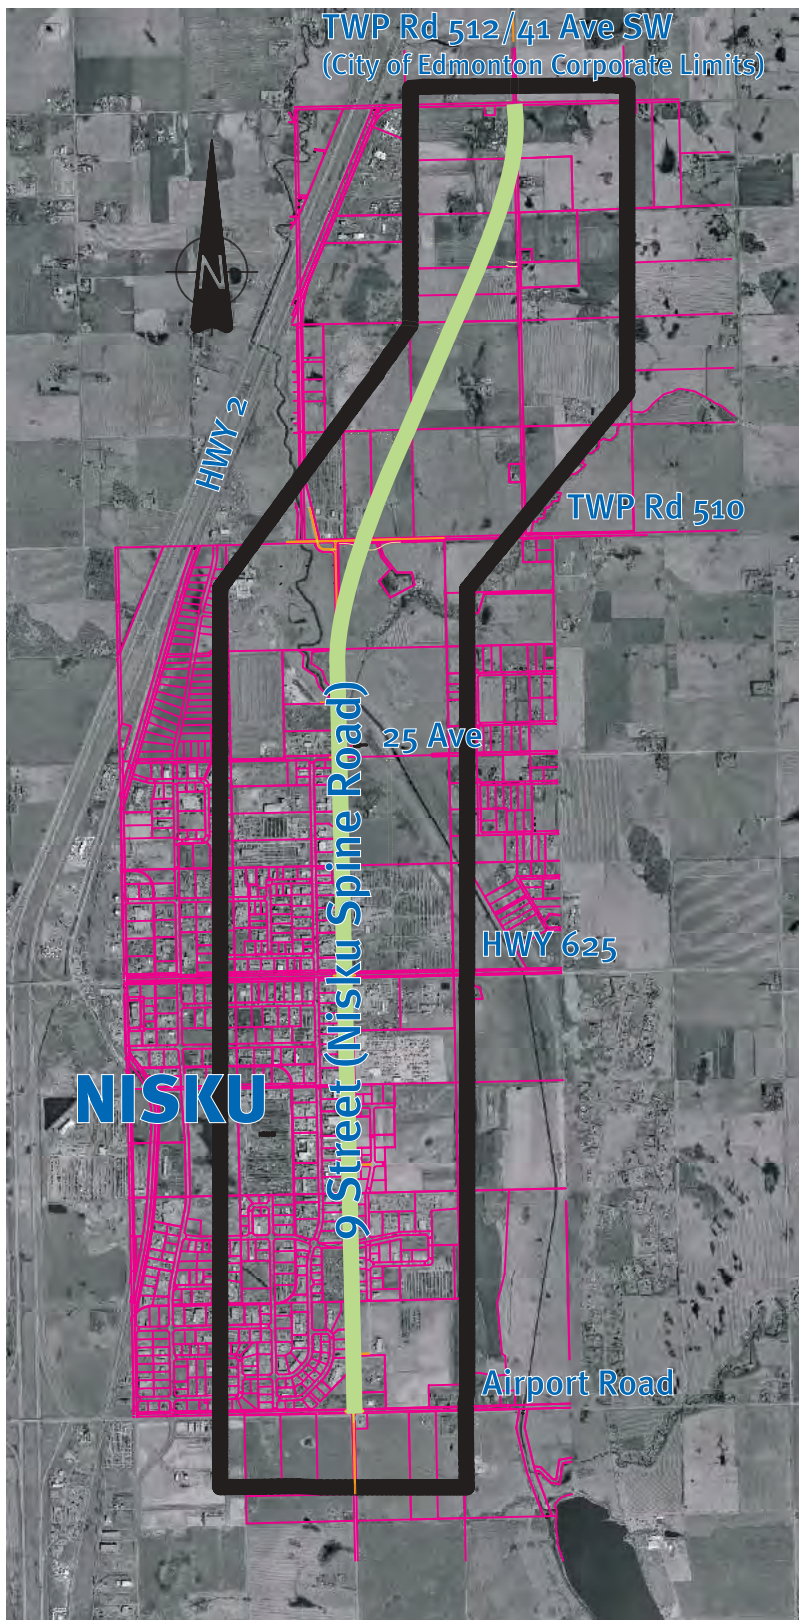 TWP Rd 512/41 Ave SW
(City of Edmonton Corporate Limits)
N
HWY 2
TWP Rd 510
25 Ave
9 Street (Nisku Spine Road)
HWY 625
NISKU
Airport Road